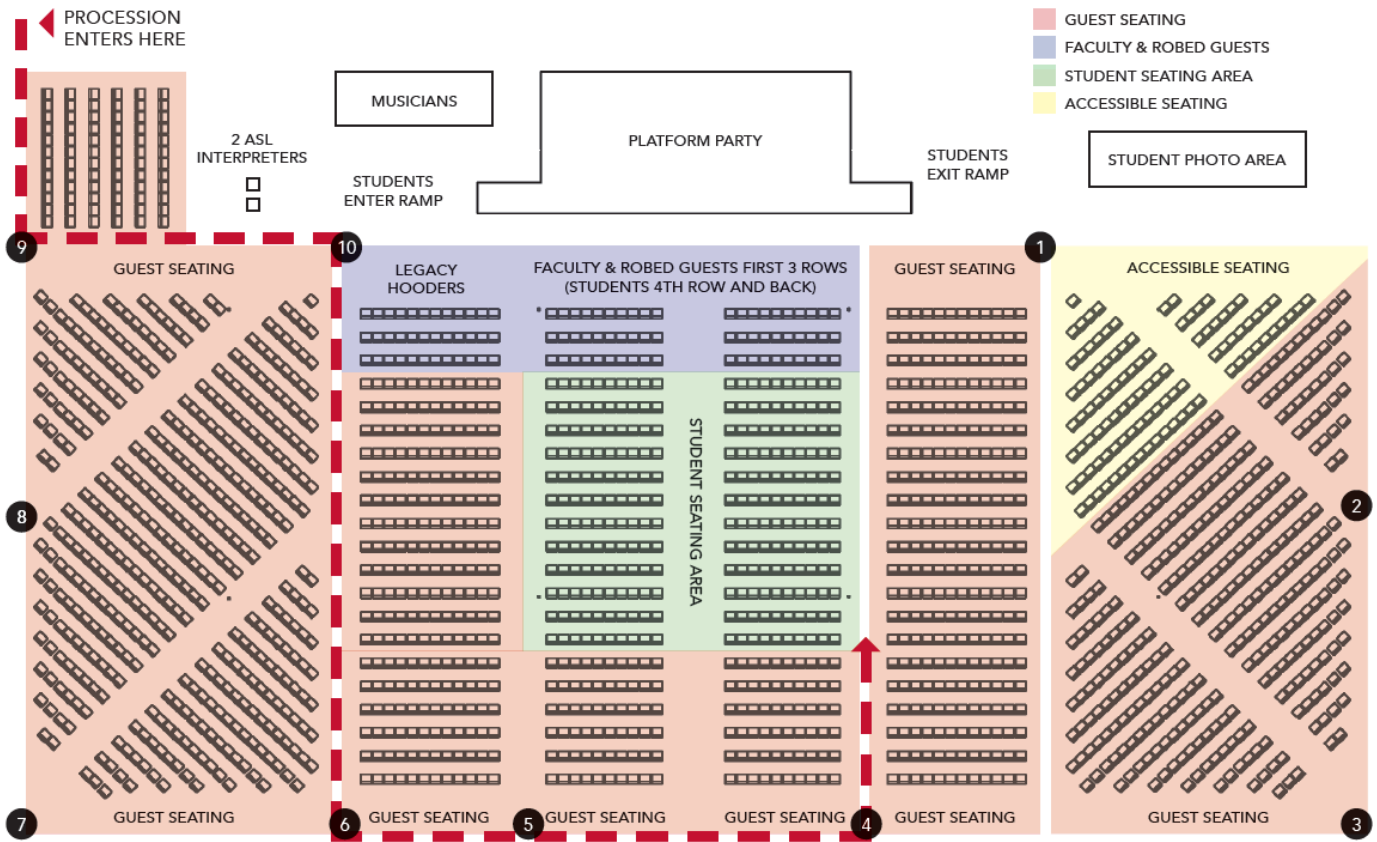 PROCESSION
ENTERS HERE
GUEST SEATING
FACULTY & ROBED GUESTS
STUDENT SEATING AREA
ACCESSIBLE SEATING
MUSICIANS
PLATFORM PARTY
2 ASL
INTERPRETERS
STUDENTS
ENTER RAMP
STUDENTS
EXIT RAMP
STUDENT PHOTO AREA
9
10
1
GUEST SEATING
LEGACY
HOODERS
FACULTY & ROBED GUESTS FIRST 3 ROWS
(STUDENTS 4TH ROW AND BACK)
GUEST SEATING
ACCESSIBLE SEATING
STUDENT SEATING AREA
8
2
7
GUEST SEATING
6
GUEST SEATING
5
GUEST SEATING
GUEST SEATING
4
GUEST SEATING
GUEST SEATING
3